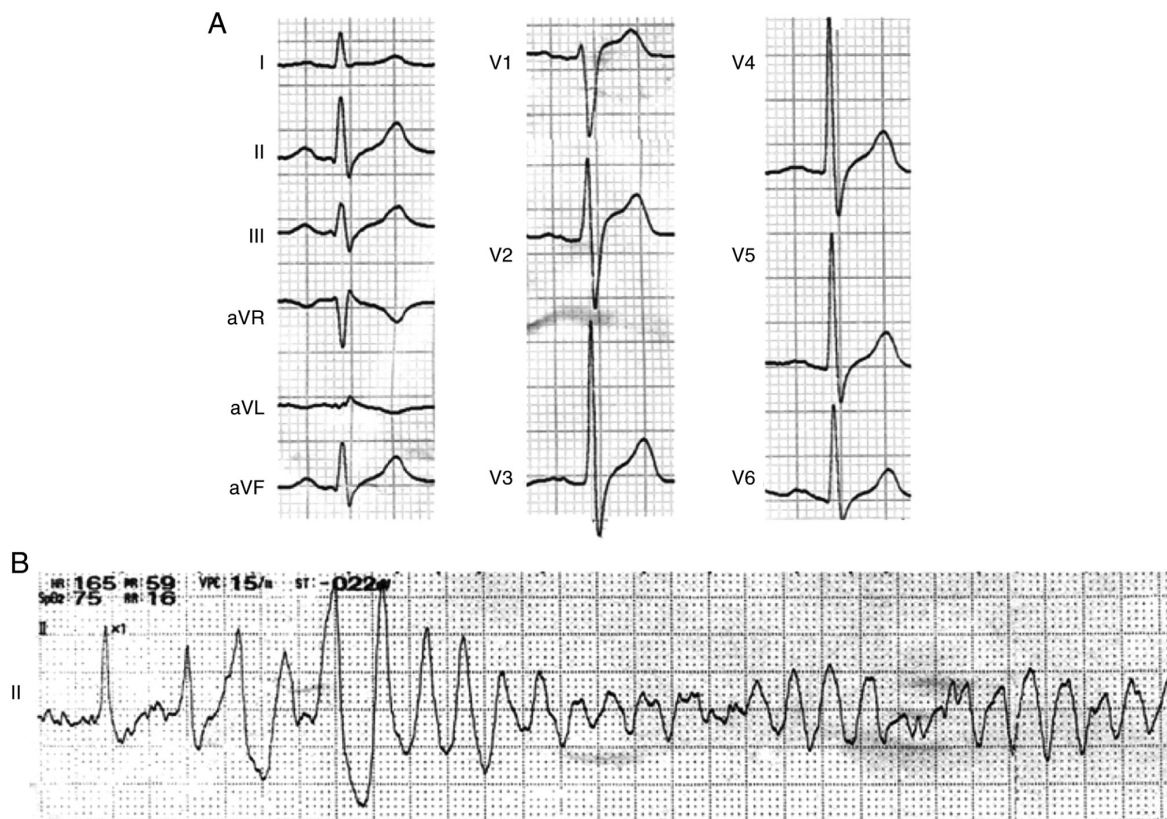 A
I
II
III
aVR
aVL
aVF
V1
V2
V3
V4
V5
V6
B
HR:165 PR:59 VPC:15/m ST:-022
SpO2 75 RR:16
II ×1
II